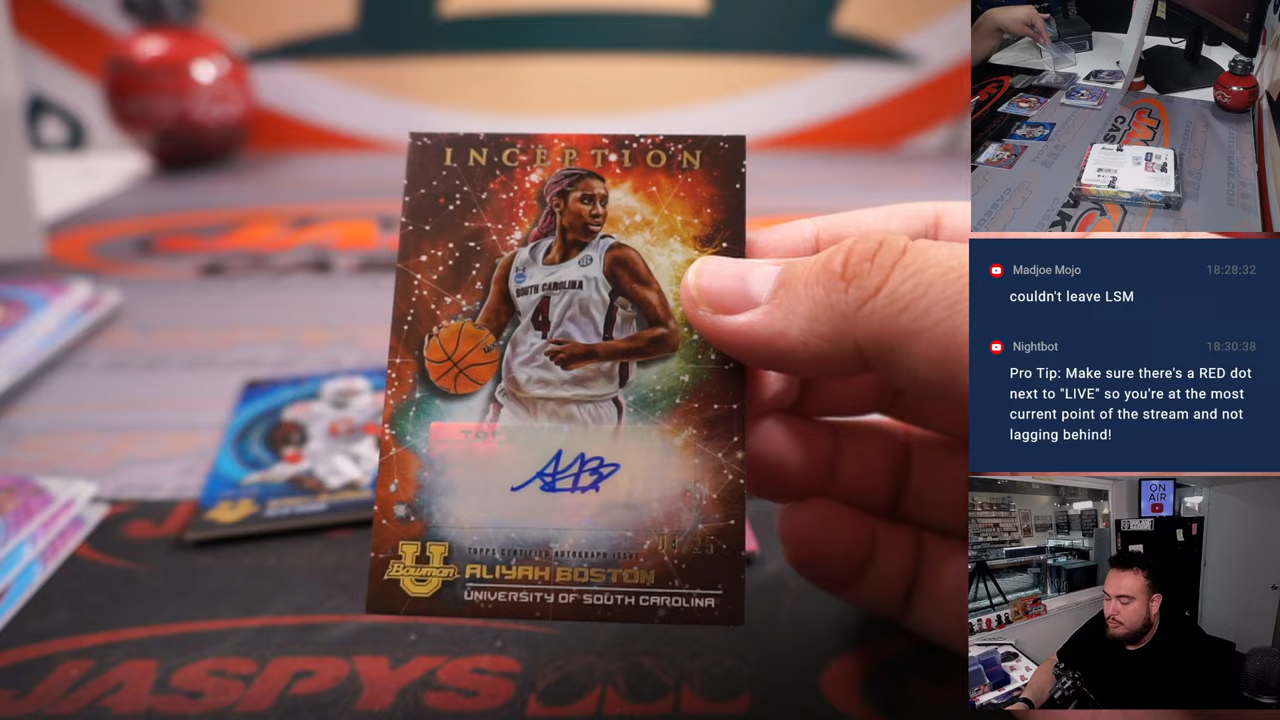 INCEPTION
SEC
SOUTH CAROLINA
4
TOPPS CERTIFIED AUTOGRAPH ISSUE
U
Bowman
ALIYAH BOSTON
UNIVERSITY OF SOUTH CAROLINA
JASPYS
Madjoe Mojo 18:28:32
couldn't leave LSM
Nightbot 18:30:38
Pro Tip: Make sure there's a RED dot
next to "LIVE" so you're at the most
current point of the stream and not
lagging behind!
ON
AIR